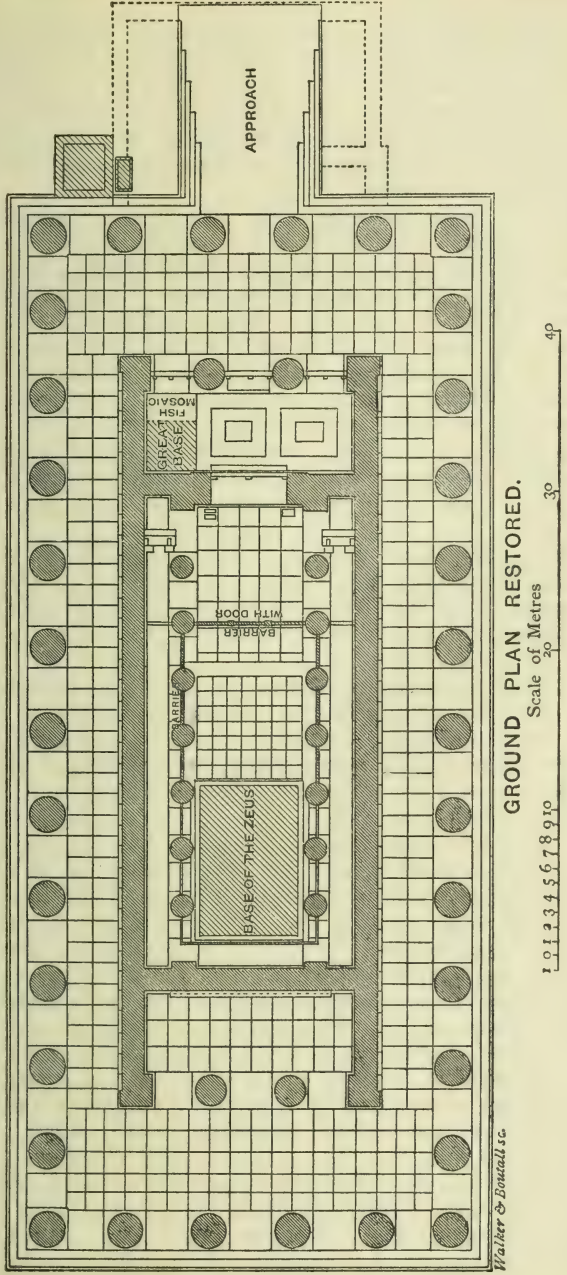 APPROACH
FISH
MOSAIC
GREAT
BASE
BARRIER
WITH DOOR
BARRIER
BASE OF THE ZEUS
GROUND PLAN RESTORED.
Scale of Metres
1 0 1 2 3 4 5 6 7 8 9 10 20 30 40
Walker & Boutall sc.